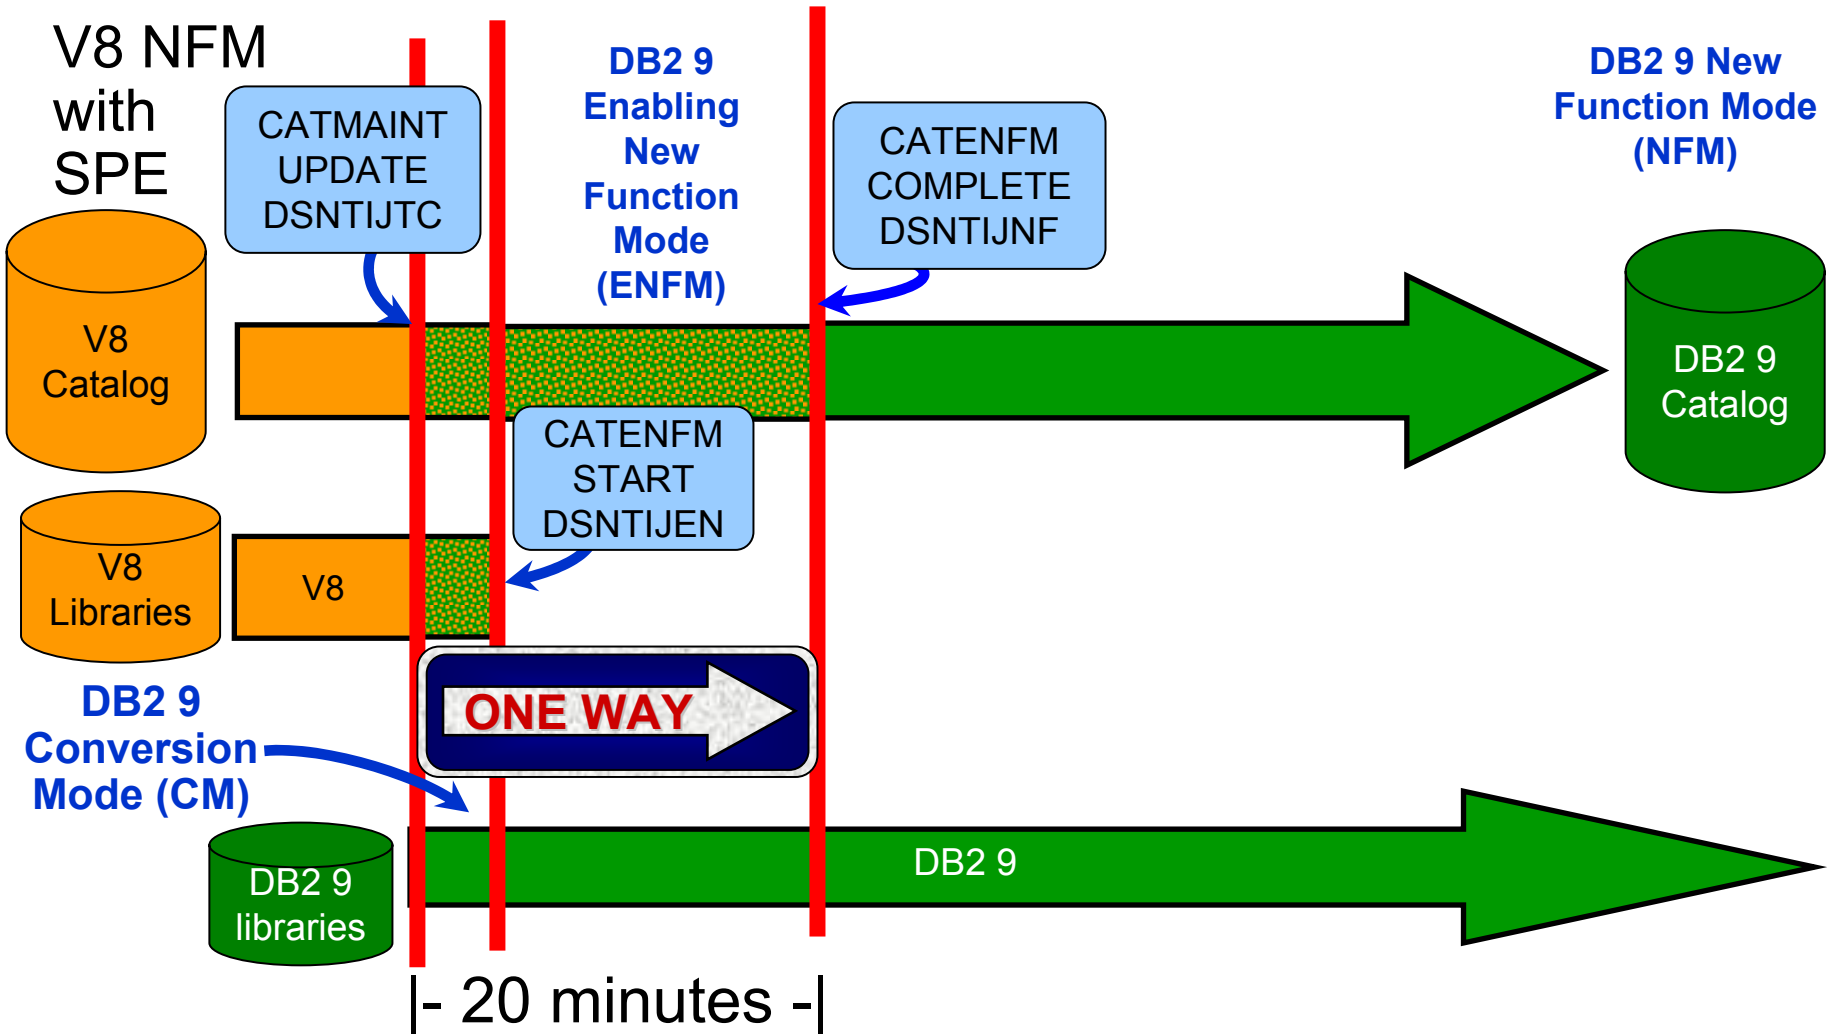 V8 NFM
with
SPE
CATMAINT
UPDATE
DSNTIJTC
DB2 9
Enabling
New
Function
Mode
(ENFM)
CATENFM
COMPLETE
DSNTIJNF
DB2 9 New
Function Mode
(NFM)
V8
Catalog
DB2 9
Catalog
CATENFM
START
DSNTIJEN
V8
Libraries
V8
ONE WAY
DB2 9
Conversion
Mode (CM)
DB2 9
libraries
DB2 9
|- 20 minutes -|